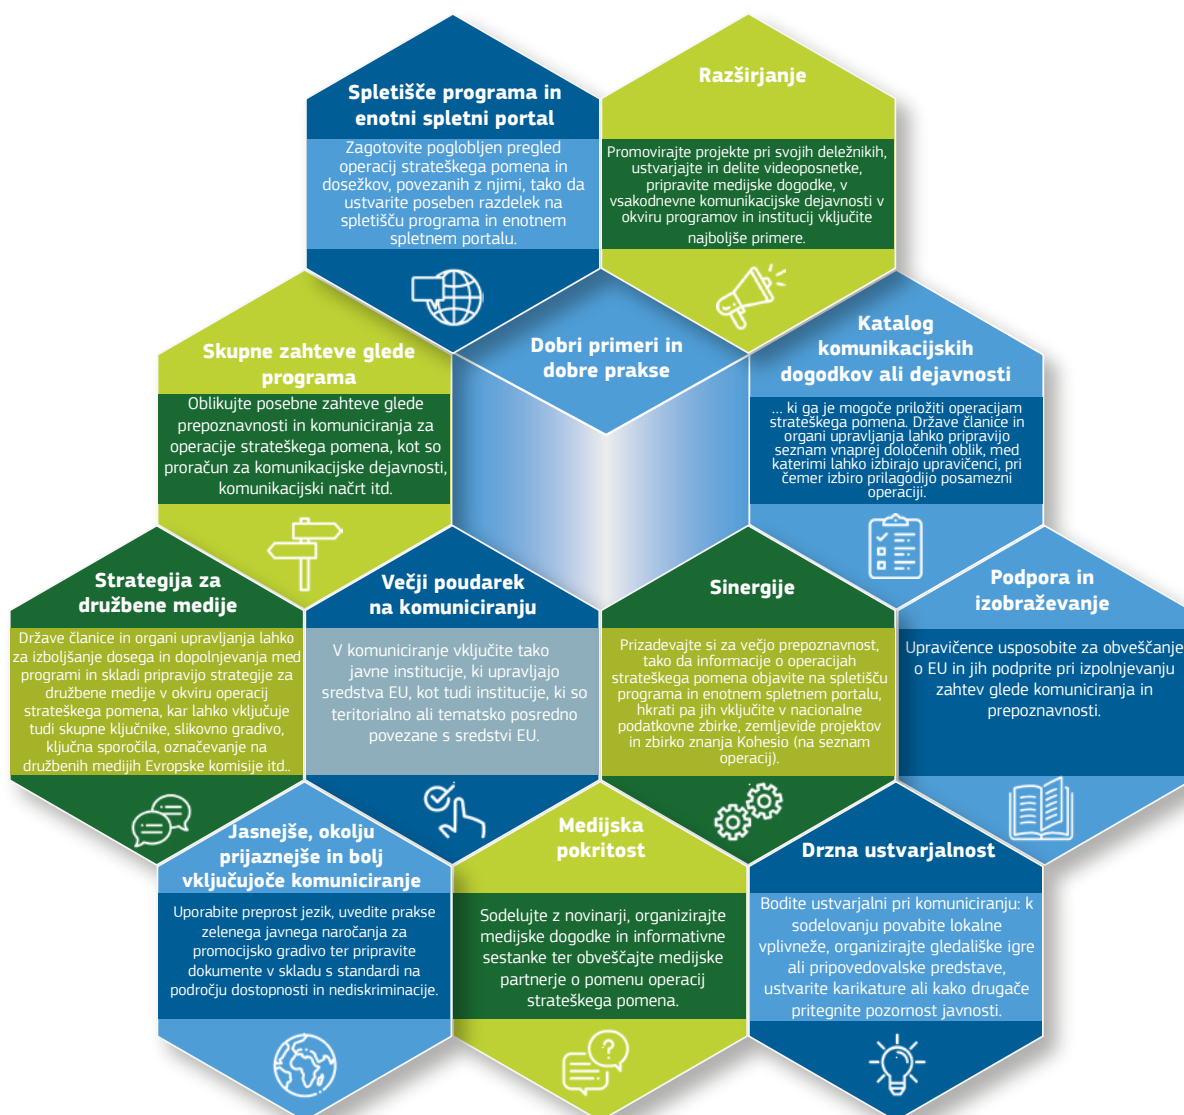 Spletišče programa in
enotni spletni portal
Zagotovite poglobljen pregled
operacij strateškega pomena in
dosežkov, povezanih z njimi, tako da
ustvarite poseben razdelek na
spletišču programa in enotnem
spletnem portalu.
Razširjanje
Promovirajte projekte pri svojih deležnikih,
ustvarjajte in delite videoposnetke,
pripravite medijske dogodke, v
vsakodnevne komunikacijske dejavnosti v
okviru programov in institucij vključite
najboljše primere.
Skupne zahteve glede
programa
Oblikujte posebne zahteve glede
prepoznavnosti in komuniciranja za
operacije strateškega pomena, kot so
proračun za komunikacijske dejavnosti,
komunikacijski načrt itd.
Dobri primeri in
dobre prakse
Katalog
komunikacijskih
dogodkov ali dejavnosti
... ki ga je mogoče priložiti operacijam
strateškega pomena. Države članice in
organi upravljanja lahko pripravijo
seznam vnaprej določenih oblik, med
katerimi lahko izbirajo upravičenci, pri
čemer izbiro prilagodijo posamezni
operaciji.
Strategija za
družbene medije
Države članice in organi upravljanja lahko
za izboljšanje dosega in dopolnjevanja med
programi in skladi pripravijo strategije za
družbene medije v okviru operacij
strateškega pomena, kar lahko vključuje
tudi skupne ključnike, slikovno gradivo,
ključna sporočila, označevanje na
družbenih medijih Evropske komisije itd..
Večji poudarek
na komuniciranju
V komuniciranje vključite tako
javne institucije, ki upravljajo
sredstva EU, kot tudi institucije, ki so
teritorialno ali tematsko posredno
povezane s sredstvi EU.
Sinergije
Prizadevajte si za večjo prepoznavnost,
tako da informacije o operacijah
strateškega pomena objavite na spletišču
programa in enotnem spletnem portalu,
hkrati pa jih vključite v nacionalne
podatkovne zbirke, zemljevide projektov
in zbirko znanja Kohesio (na seznam
operacij).
Podpora in
izobraževanje
Upravičence usposobite za obveščanje
o EU in jih podprite pri izpolnjevanju
zahtev glede komuniciranja in
prepoznavnosti.
Jasnejše, okolju
prijaznejše in bolj
vključujoče komuniciranje
Uporabite preprost jezik, uvedite prakse
zelenega javnega naročanja za
promocijsko gradivo ter pripravite
dokumente v skladu s standardi na
področju dostopnosti in nediskriminacije.
Medijska
pokritost
Sodelujte z novinarji, organizirajte
medijske dogodke in informativne
sestanke ter obveščajte medijske
partnerje o pomenu operacij
strateškega pomena.
Drzna ustvarjalnost
Bodite ustvarjalni pri komuniciranju: k
sodelovanju povabite lokalne
vplivneže, organizirajte gledališke igre
ali pripovedovalske predstave,
ustvarite karikature ali kako drugače
pritegnite pozornost javnosti.